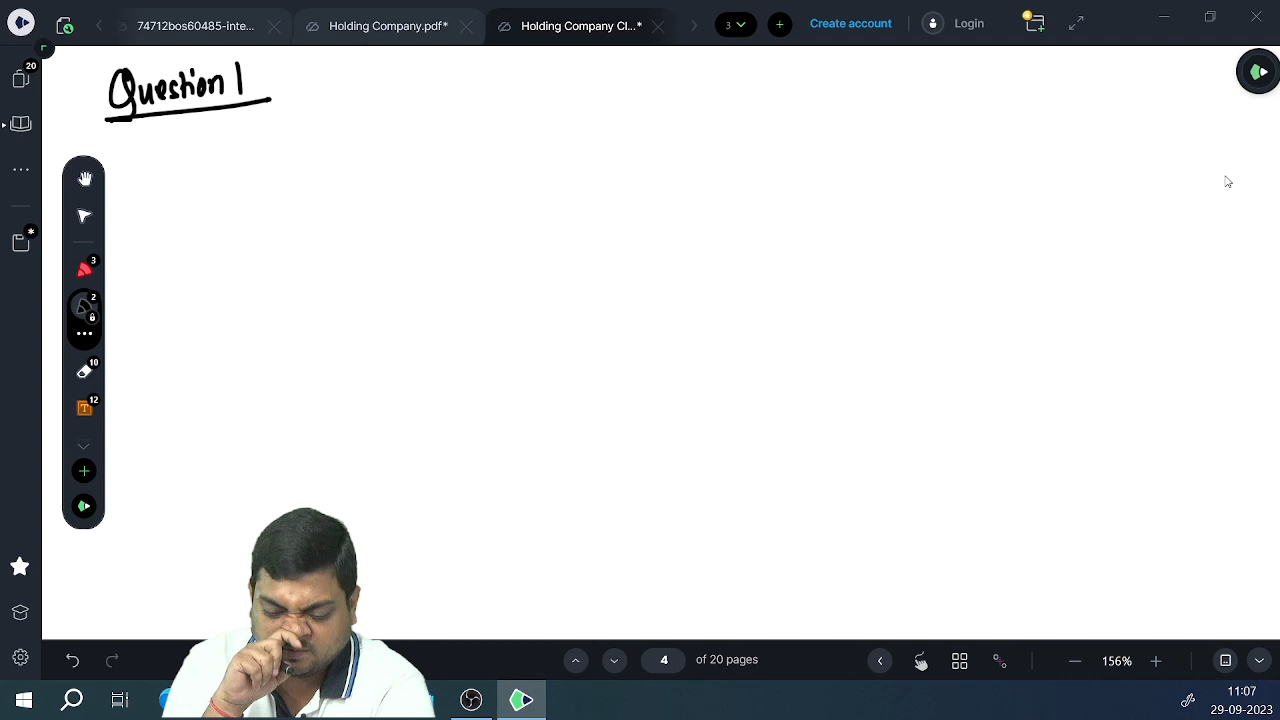 74712bos60485-inte...
Holding Company.pdf*
Holding Company Cl...*
3
Create account
Login
20
Question 1
3
2
10
T
12
4
of 20 pages
156%
11:07
29-09-2023